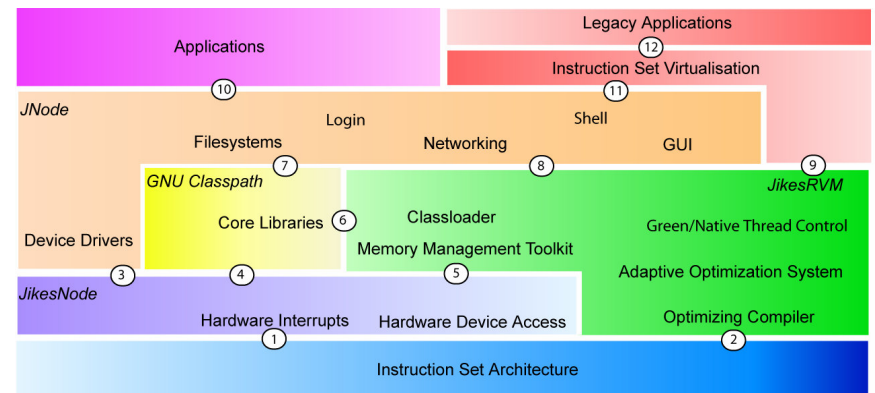 Legacy Applications
Applications
12
Instruction Set Virtualisation
10
11
JNode
Login
Shell
Filesystems
Networking
GUI
7
8
9
GNU Classpath
JikesRVM
Core Libraries
6
Classloader
Green/Native Thread Control
Device Drivers
Memory Management Toolkit
3
4
5
Adaptive Optimization System
JikesNode
Hardware Interrupts
Hardware Device Access
Optimizing Compiler
1
2
Instruction Set Architecture